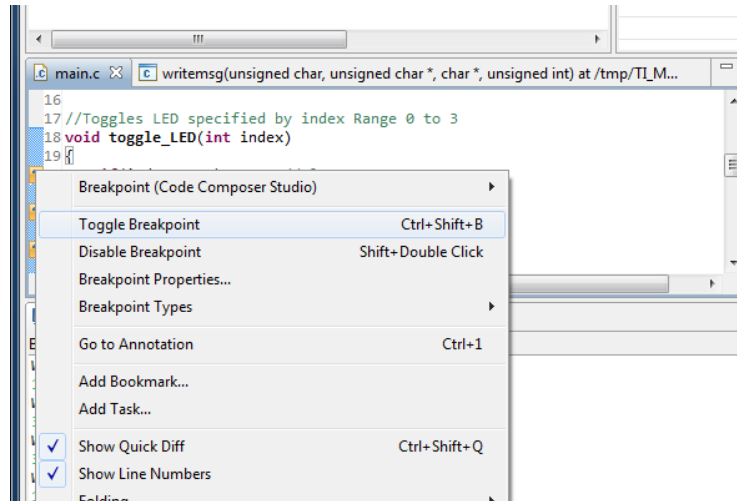 main.c writemsg(unsigned char, unsigned char *, char *, unsigned int) at /tmp/TI_M...
16
17 //Toggles LED specified by index Range 0 to 3
18 void toggle_LED(int index)
19 {
Breakpoint (Code Composer Studio)
Toggle Breakpoint Ctrl+Shift+B
Disable Breakpoint Shift+Double Click
Breakpoint Properties...
Breakpoint Types
Go to Annotation Ctrl+1
Add Bookmark...
Add Task...
Show Quick Diff Ctrl+Shift+Q
Show Line Numbers
Folding